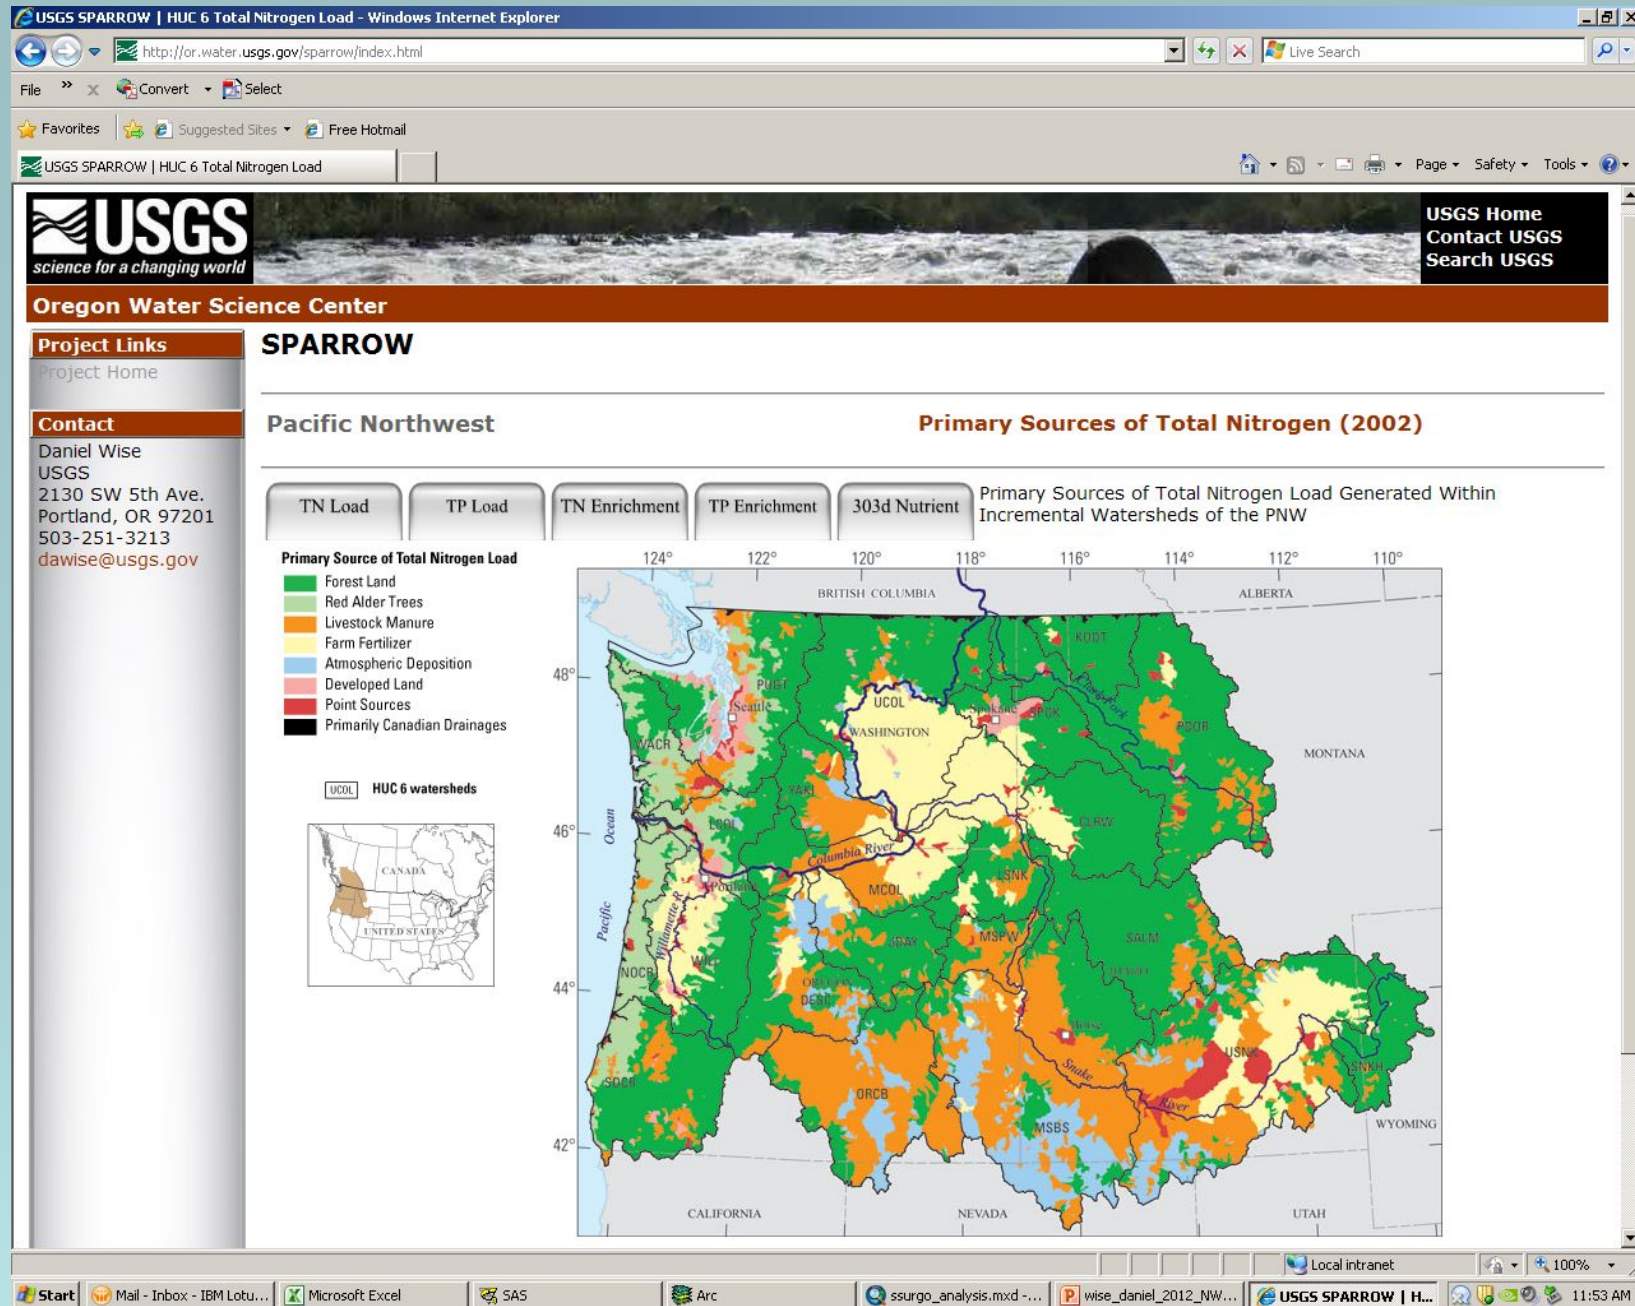 USGS SPARROW | HUC 6 Total Nitrogen Load - Windows Internet Explorer
http://or.water.usgs.gov/sparrow/index.html
Live Search
File » x Convert Select
Favorites Suggested Sites Free Hotmail
USGS SPARROW | HUC 6 Total Nitrogen Load
Page Safety Tools
USGS
science for a changing world
USGS Home
Contact USGS
Search USGS
Oregon Water Science Center
Project Links
Project Home
Contact
Daniel Wise
USGS
2130 SW 5th Ave.
Portland, OR 97201
503-251-3213
dawise@usgs.gov
SPARROW
Pacific Northwest
Primary Sources of Total Nitrogen (2002)
TN Load
TP Load
TN Enrichment
TP Enrichment
303d Nutrient
Primary Sources of Total Nitrogen Load Generated Within
Incremental Watersheds of the PNW
Primary Source of Total Nitrogen Load
Forest Land
Red Alder Trees
Livestock Manure
Farm Fertilizer
Atmospheric Deposition
Developed Land
Point Sources
Primarily Canadian Drainages
UCOL HUC 6 watersheds
CANADA
UNITED STATES
124° 122° 120° 118° 116° 114° 112° 110°
BRITISH COLUMBIA
ALBERTA
KOOT
48°
PUGT
Clark Fork
UCOL
Seattle
Spokane
SPOK
PDOR
WASHINGTON
WACR
MONTANA
YAKI
46°
LCOL
CLRW
Columbia River
Pacific Ocean
Portland
LSNK
MCOL
Willamette R
JDAY
MSPW
SALM
WILL
NOCR
IDAHO
44°
OREGON
DESC
Boise
USNK
Snake River
SNKH
SOCR
ORCB
MSBS
WYOMING
42°
CALIFORNIA
NEVADA
UTAH
Local intranet
100%
Start
Mail - Inbox - IBM Lotu...
Microsoft Excel
SAS
Arc
ssurgo_analysis.mxd -...
wise_daniel_2012_NW...
USGS SPARROW | H...
11:53 AM